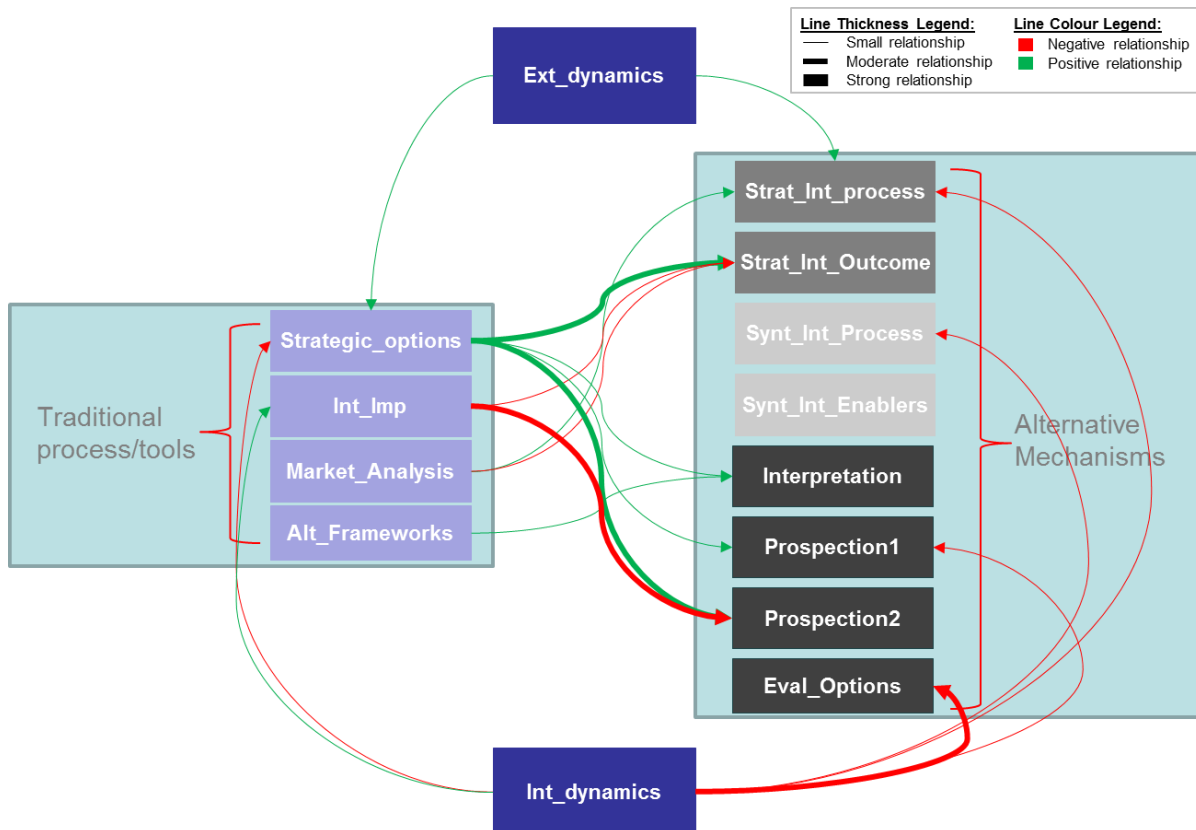 Line Thickness Legend:
Small relationship
Moderate relationship
Strong relationship
Line Colour Legend:
Negative relationship
Positive relationship
Ext_dynamics
Traditional
process/tools
Strategic_options
Int_Imp
Market_Analysis
Alt_Frameworks
Strat_Int_process
Strat_Int_Outcome
Synt_Int_Process
Synt_Int_Enablers
Interpretation
Prospection1
Prospection2
Eval_Options
Alternative
Mechanisms
Int_dynamics